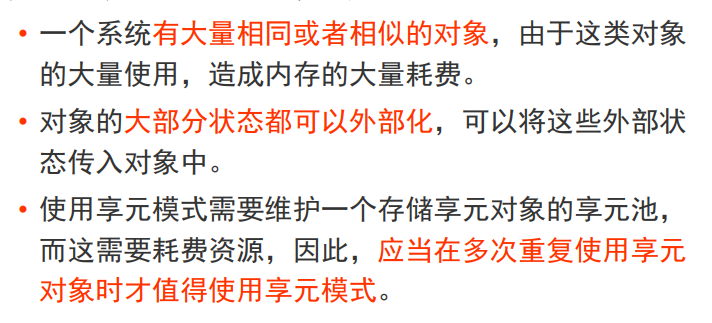 • 一个系统有大量相同或者相似的对象，由于这类对象
的大量使用，造成内存的大量耗费。
• 对象的大部分状态都可以外部化，可以将这些外部状
态传入对象中。
• 使用享元模式需要维护一个存储享元对象的享元池，
而这需要耗费资源，因此，应当在多次重复使用享元
对象时才值得使用享元模式。